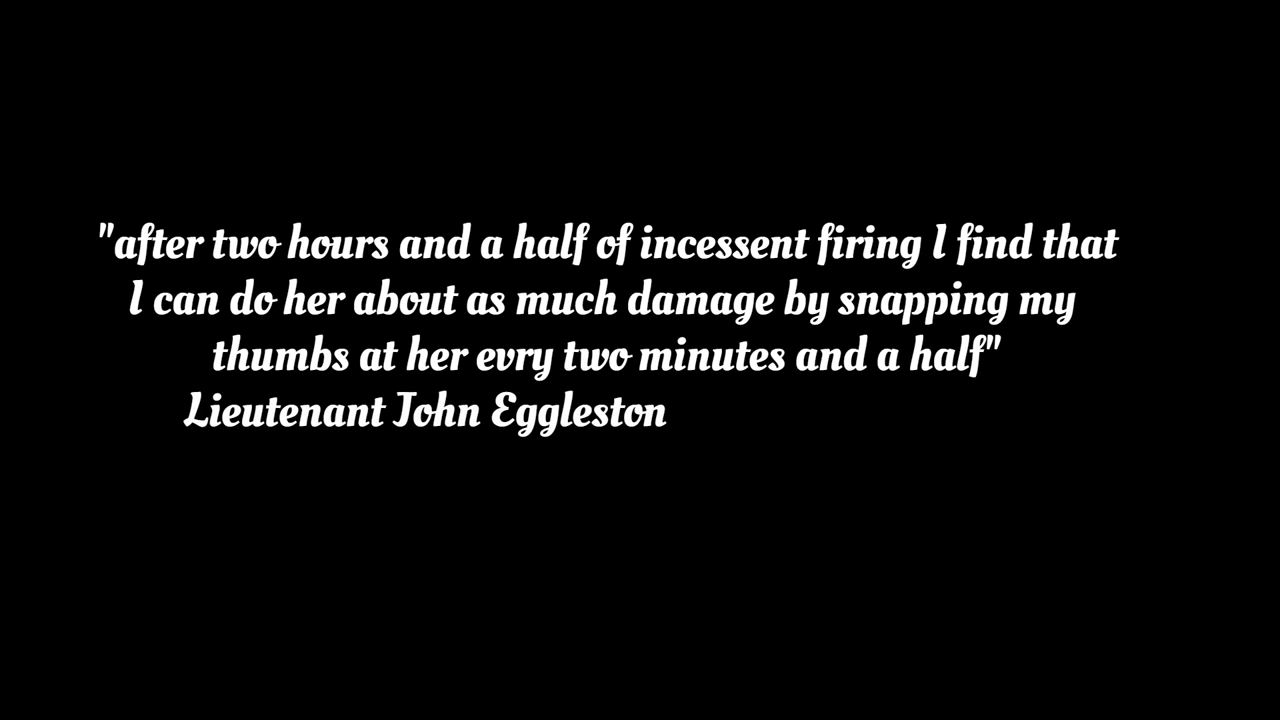 "after two hours and a half of incessent firing I find that
I can do her about as much damage by snapping my
thumbs at her evry two minutes and a half"
Lieutenant John Eggleston